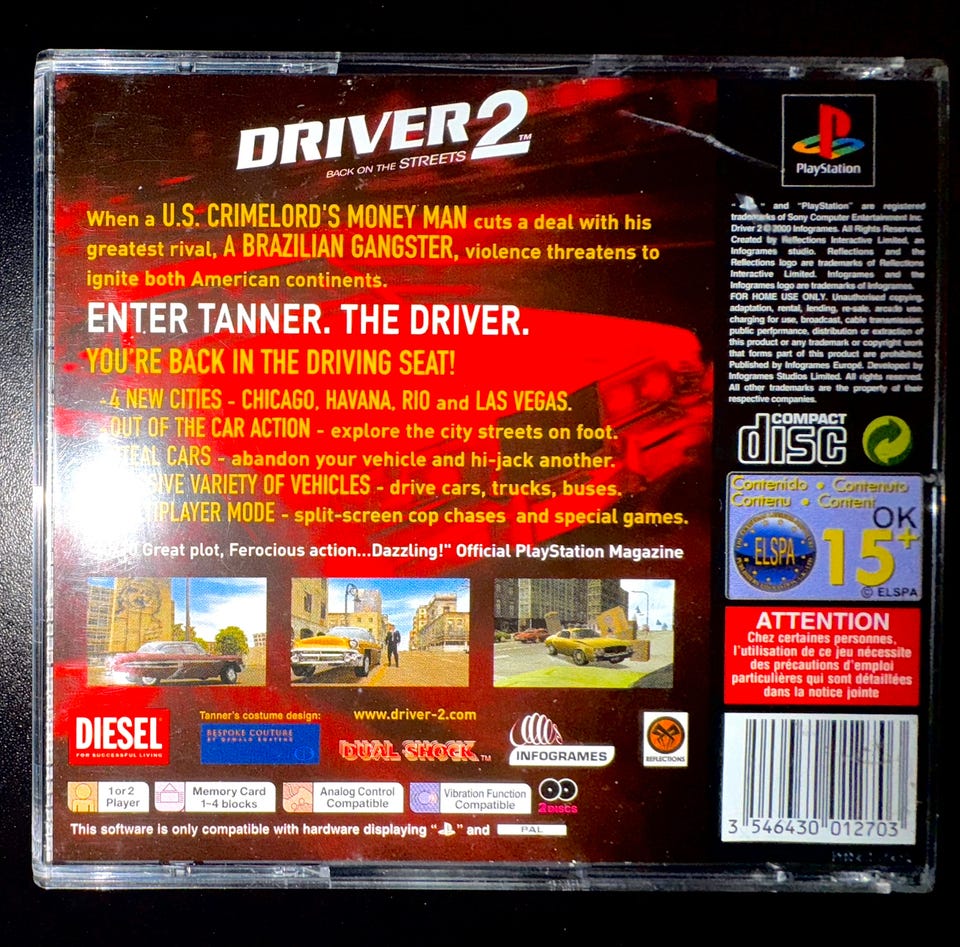 DRIVER 2™
BACK ON THE STREETS
When a U.S. CRIMELORD'S MONEY MAN cuts a deal with his
greatest rival, A BRAZILIAN GANGSTER, violence threatens to
ignite both American continents.
ENTER TANNER. THE DRIVER.
YOU'RE BACK IN THE DRIVING SEAT!
-4 NEW CITIES - CHICAGO, HAVANA, RIO and LAS VEGAS.
OUT OF THE CAR ACTION - explore the city streets on foot.
CARS - abandon your vehicle and hi-jack another.
VARIETY OF VEHICLES - drive cars, trucks, buses.
MODE - split-screen cop chases and special games.
Great plot, Ferocious action...Dazzling!" Official PlayStation Magazine
DIESEL
FOR SUCCESSFUL LIVING
Tanner's costume design:
BESPOKE COUTURE
BY OZWALD BOATENG
www.driver-2.com
DUAL SHOCK™
INFOGRAMES
REFLECTIONS
1 or 2
Player
Memory Card
1-4 blocks
Analog Control
Compatible
Vibration Function
Compatible
2 DISCS
This software is only compatible with hardware displaying " " and PAL
PlayStation
" " and "PlayStation" are registered
trademarks of Sony Computer Entertainment Inc.
Driver 2 © 2000 Infogrames. All Rights Reserved.
Created by Reflections Interactive Limited, an
Infogrames studio. Reflections and the
Reflections logo are trademarks of Reflections
Interactive Limited. Infogrames and the
Infogrames logo are trademarks of Infogrames.
FOR HOME USE ONLY. Unauthorised copying,
adaptation, rental, lending, re-sale, arcade use,
charging for use, broadcast, cable transmission,
public performance, distribution or extraction of
this product or any trademark or copyright work
that forms part of this product are prohibited.
Published by Infogrames Europe. Developed by
Infogrames Studios Limited. All rights reserved.
All other trademarks are the property of their
respective companies.
COMPACT
disc
Contenido • Contenuto
Contenu • Content
OK
ELSPA
15+
© ELSPA
ATTENTION
Chez certaines personnes,
l'utilisation de ce jeu nécessite
des précautions d'emploi
particulières qui sont détaillées
dans la notice jointe
3 546430 012703